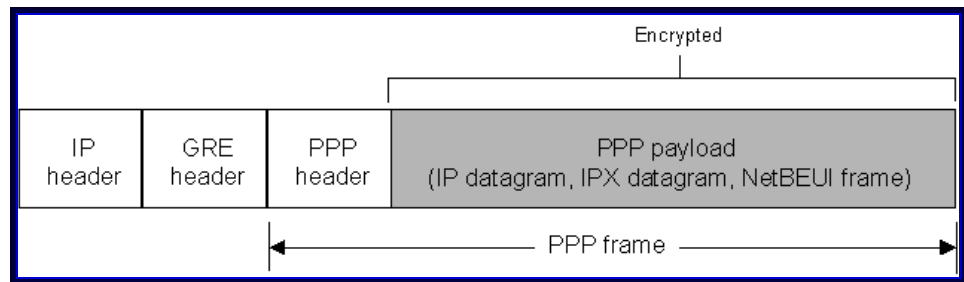 Encrypted
IP header
GRE header
PPP header
PPP payload
(IP datagram, IPX datagram, NetBEUI frame)
PPP frame